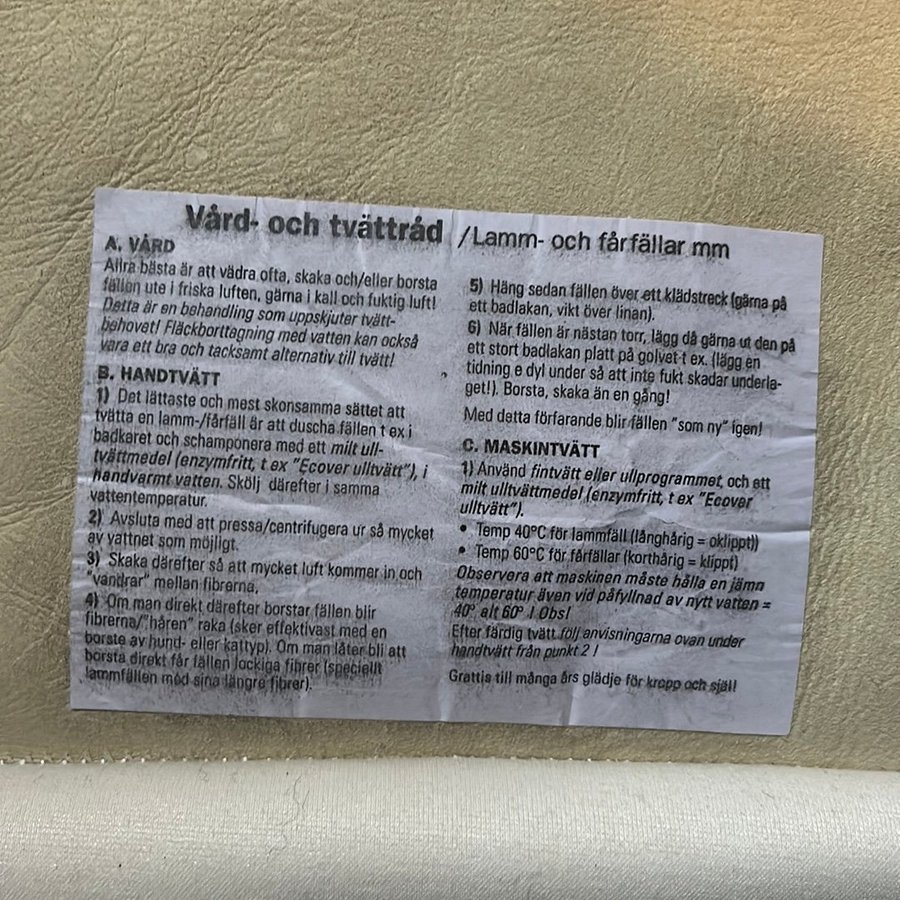 Vård- och tvättråd /Lamm- och fårfällar mm
A. VÅRD
Allra bästa är att vädra ofta, skaka och/eller borsta
fällen ute i friska luften, gärna i kall och fuktig luft!
Detta är en behandling som uppskjuter tvätt-
behovet! Fläckborttagning med vatten kan också
vara ett bra och tacksamt alternativ till tvätt!
B. HANDTVÄTT
1) Det lättaste och mest skonsamma sättet att
tvätta en lamm-/fårfäll är att duscha fällen t ex i
badkaret och schamponera med ett milt ull-
tvättmedel (enzymfritt, t ex "Ecover ulltvätt"), i
handvarmt vatten. Skölj därefter i samma
vattentemperatur.
2) Avsluta med att pressa/centrifugera ur så mycket
av vattnet som möjligt.
3) Skaka därefter så att mycket luft kommer in och
"vandrar" mellan fibrerna.
4) Om man direkt därefter borstar fällen blir
fibrerna/"håren" raka (sker effektivast med en
borste av hund- eller kattyp). Om man låter bli att
borsta direkt får fällen lockiga fibrer (speciellt
lammfällen med sina längre fibrer).
5) Häng sedan fällen över ett klädstreck (gärna på
ett badlakan, vikt över linan).
6) När fällen är nästan torr, lägg då gärna ut den på
ett stort badlakan platt på golvet t ex. (lägg en
tidning e dyl under så att inte fukt skadar underla-
get!). Borsta, skaka än en gång!
Med detta förfarande blir fällen "som ny" igen!
C. MASKINTVÄTT
1) Använd fintvätt eller ullprogrammet, och ett
milt ulltvättmedel (enzymfritt, t ex "Ecover
ulltvätt").
• Temp 40°C för lammfäll (långhårig = oklippt))
• Temp 60°C för fårfällar (korthårig = klippt)
Observera att maskinen måste hålla en jämn
temperatur även vid påfyllnad av nytt vatten =
40° alt 60° ! Obs!
Efter färdig tvätt följ anvisningarna ovan under
handtvätt från punkt 2 !
Grattis till många års glädje för kropp och själ!